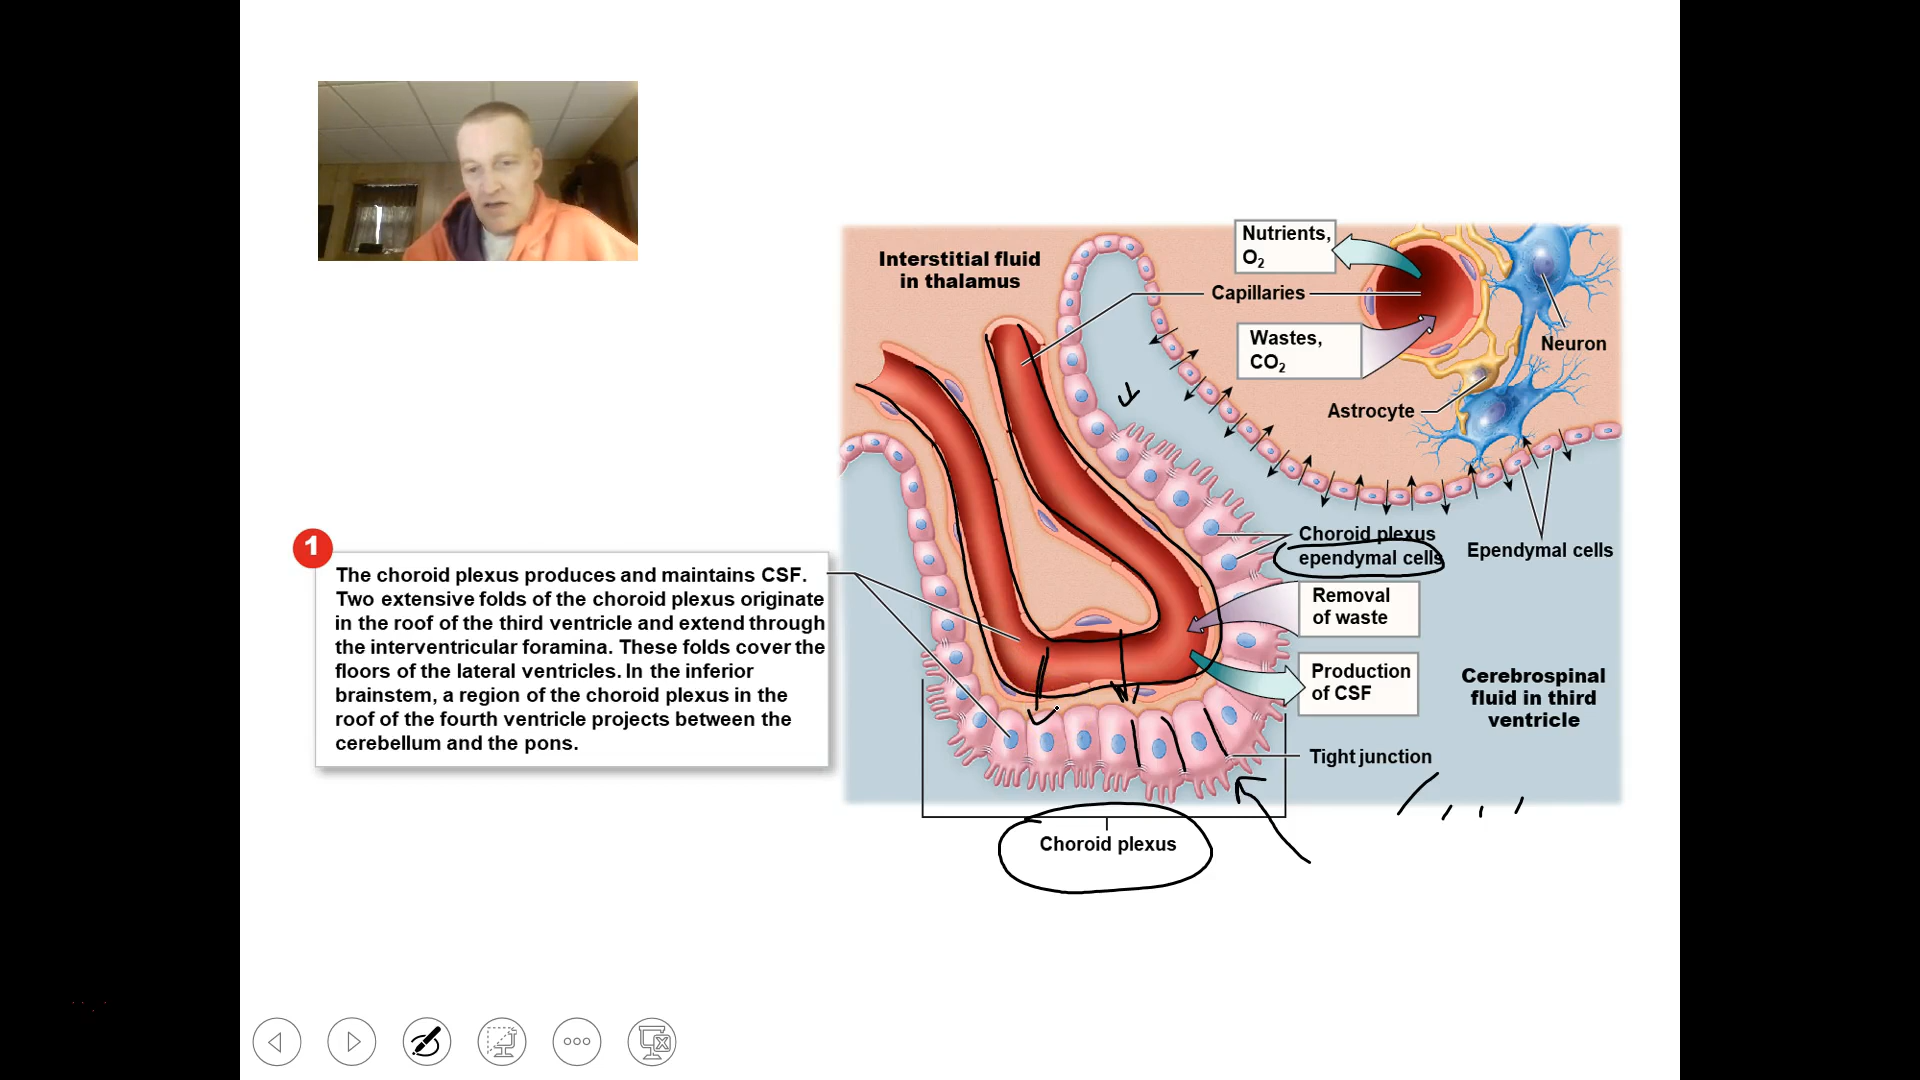 Nutrients,
O2
Interstitial fluid
in thalamus
Capillaries
Wastes,
CO2
Neuron
Astrocyte
Choroid plexus
ependymal cells
Ependymal cells
1
The choroid plexus produces and maintains CSF.
Two extensive folds of the choroid plexus originate
in the roof of the third ventricle and extend through
the interventricular foramina. These folds cover the
floors of the lateral ventricles. In the inferior
brainstem, a region of the choroid plexus in the
roof of the fourth ventricle projects between the
cerebellum and the pons.
Removal
of waste
Production
of CSF
Cerebrospinal
fluid in third
ventricle
Tight junction
Choroid plexus